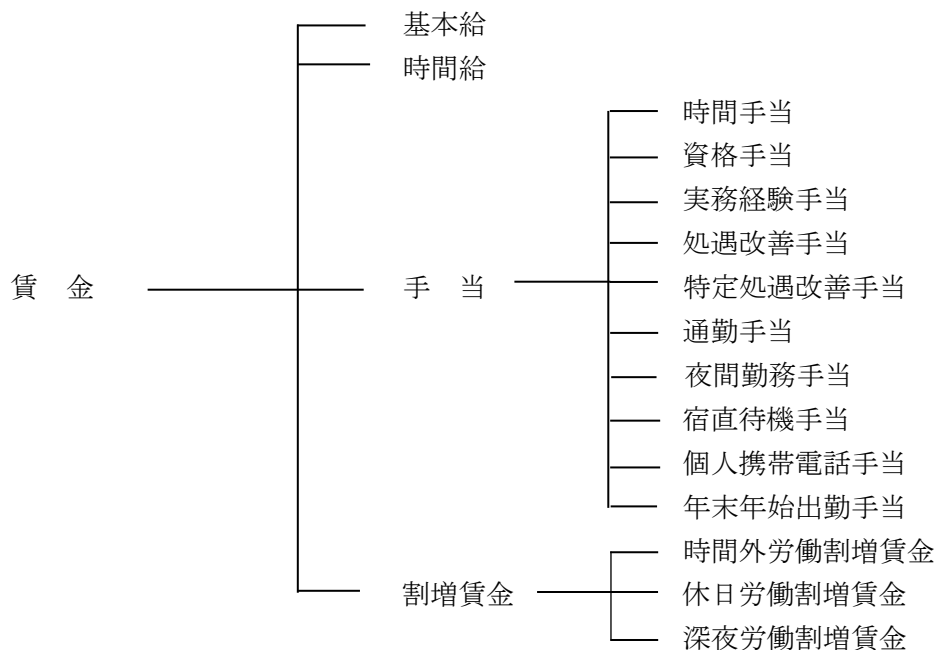 基本給
時間給
時間手当
資格手当
実務経験手当
処遇改善手当
賃　金
手　当
特定処遇改善手当
通勤手当
夜間勤務手当
宿直待機手当
個人携帯電話手当
年末年始出勤手当
時間外労働割増賃金
割増賃金
休日労働割増賃金
深夜労働割増賃金